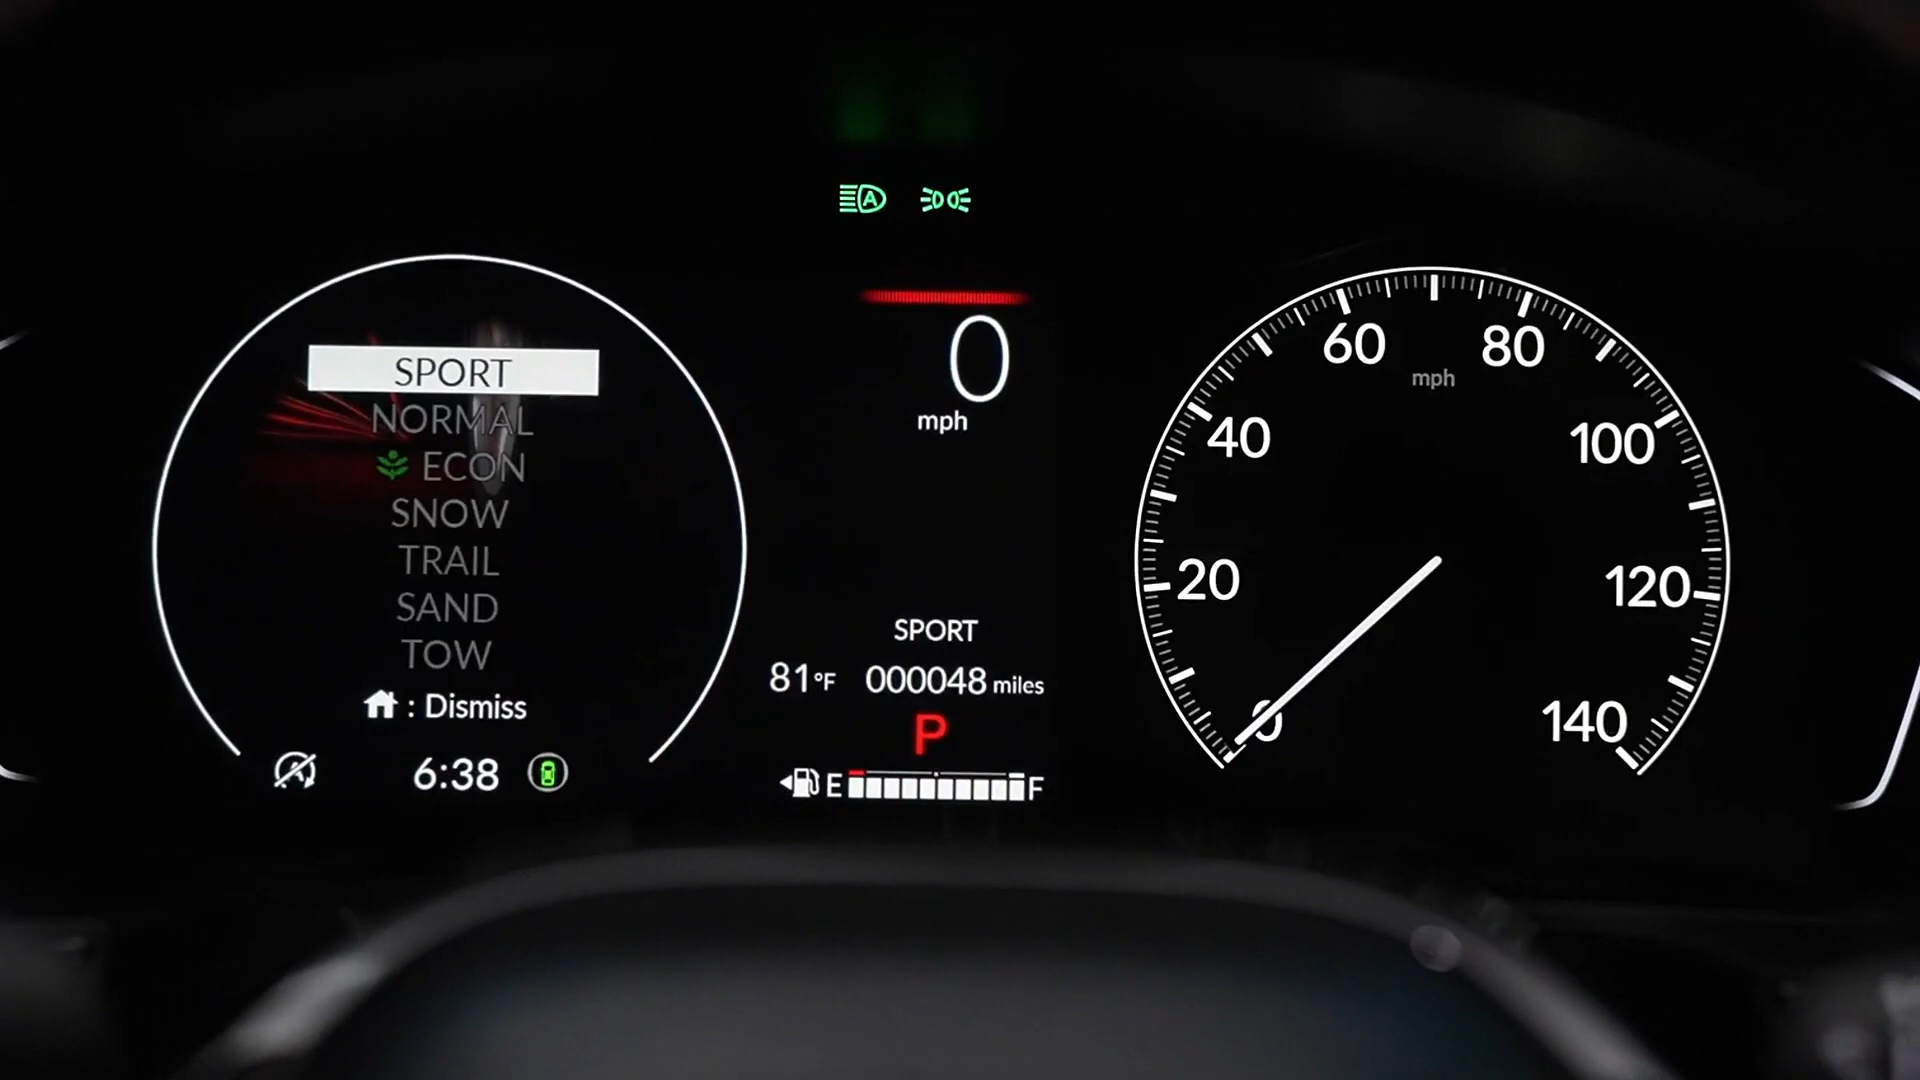 A
SPORT
NORMAL
ECON
SNOW
TRAIL
SAND
TOW
: Dismiss
6:38
0
mph
SPORT
81°F 000048 miles
P
E F
0
20
40
60
80
100
120
140
mph